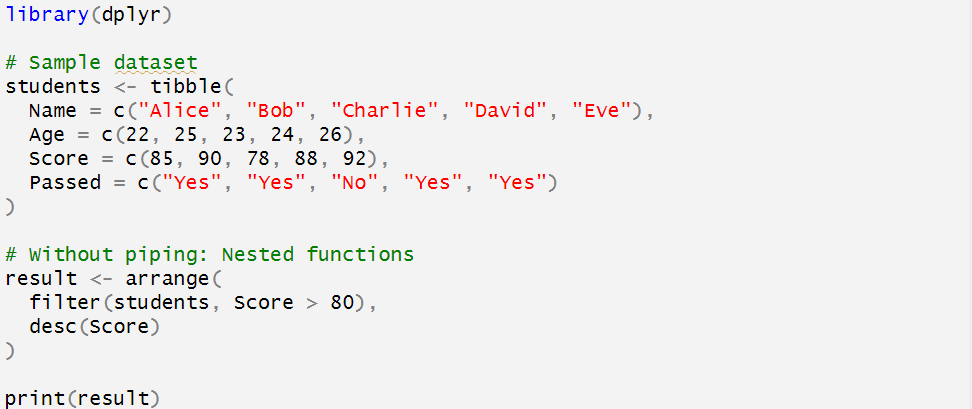 library(dplyr)
# Sample dataset
students <- tibble(
  Name = c("Alice", "Bob", "Charlie", "David", "Eve"),
  Age = c(22, 25, 23, 24, 26),
  Score = c(85, 90, 78, 88, 92),
  Passed = c("Yes", "Yes", "No", "Yes", "Yes")
)
# Without piping: Nested functions
result <- arrange(
  filter(students, Score > 80),
  desc(Score)
)
print(result)